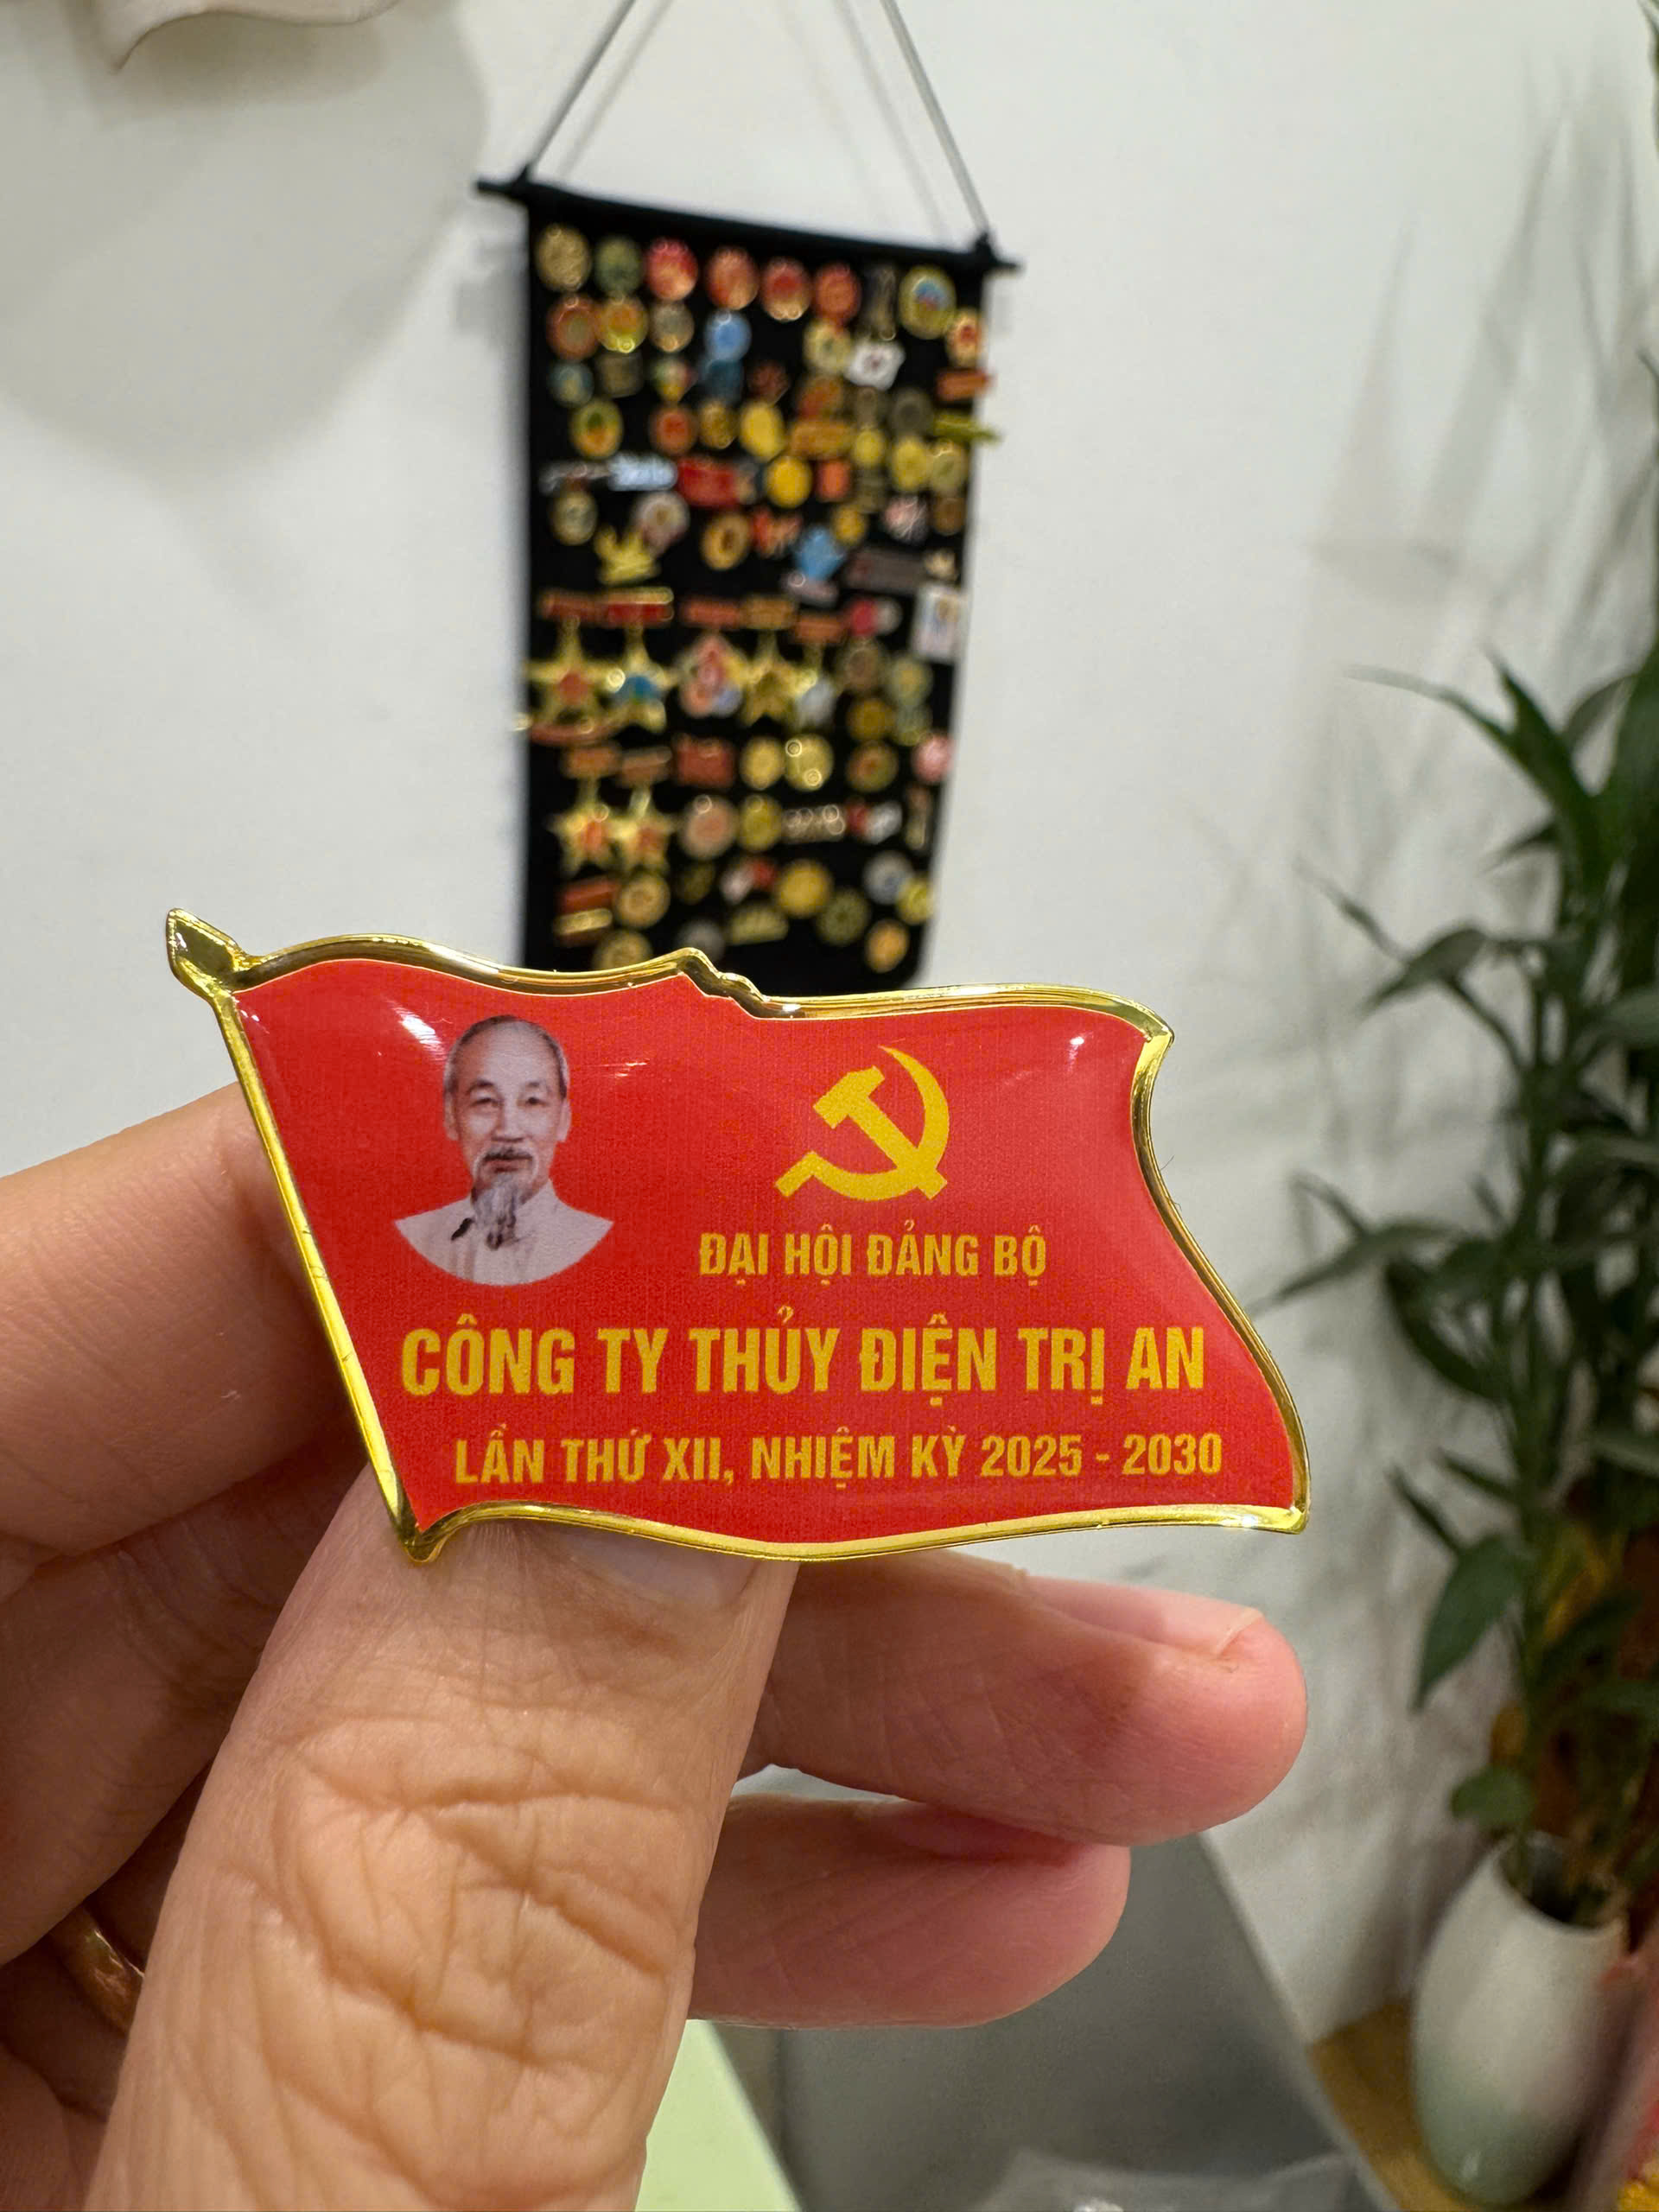 ĐẠI HỘI ĐẢNG BỘ
CÔNG TY THỦY ĐIỆN TRỊ AN
LẦN THỨ XII, NHIỆM KỲ 2025 - 2030